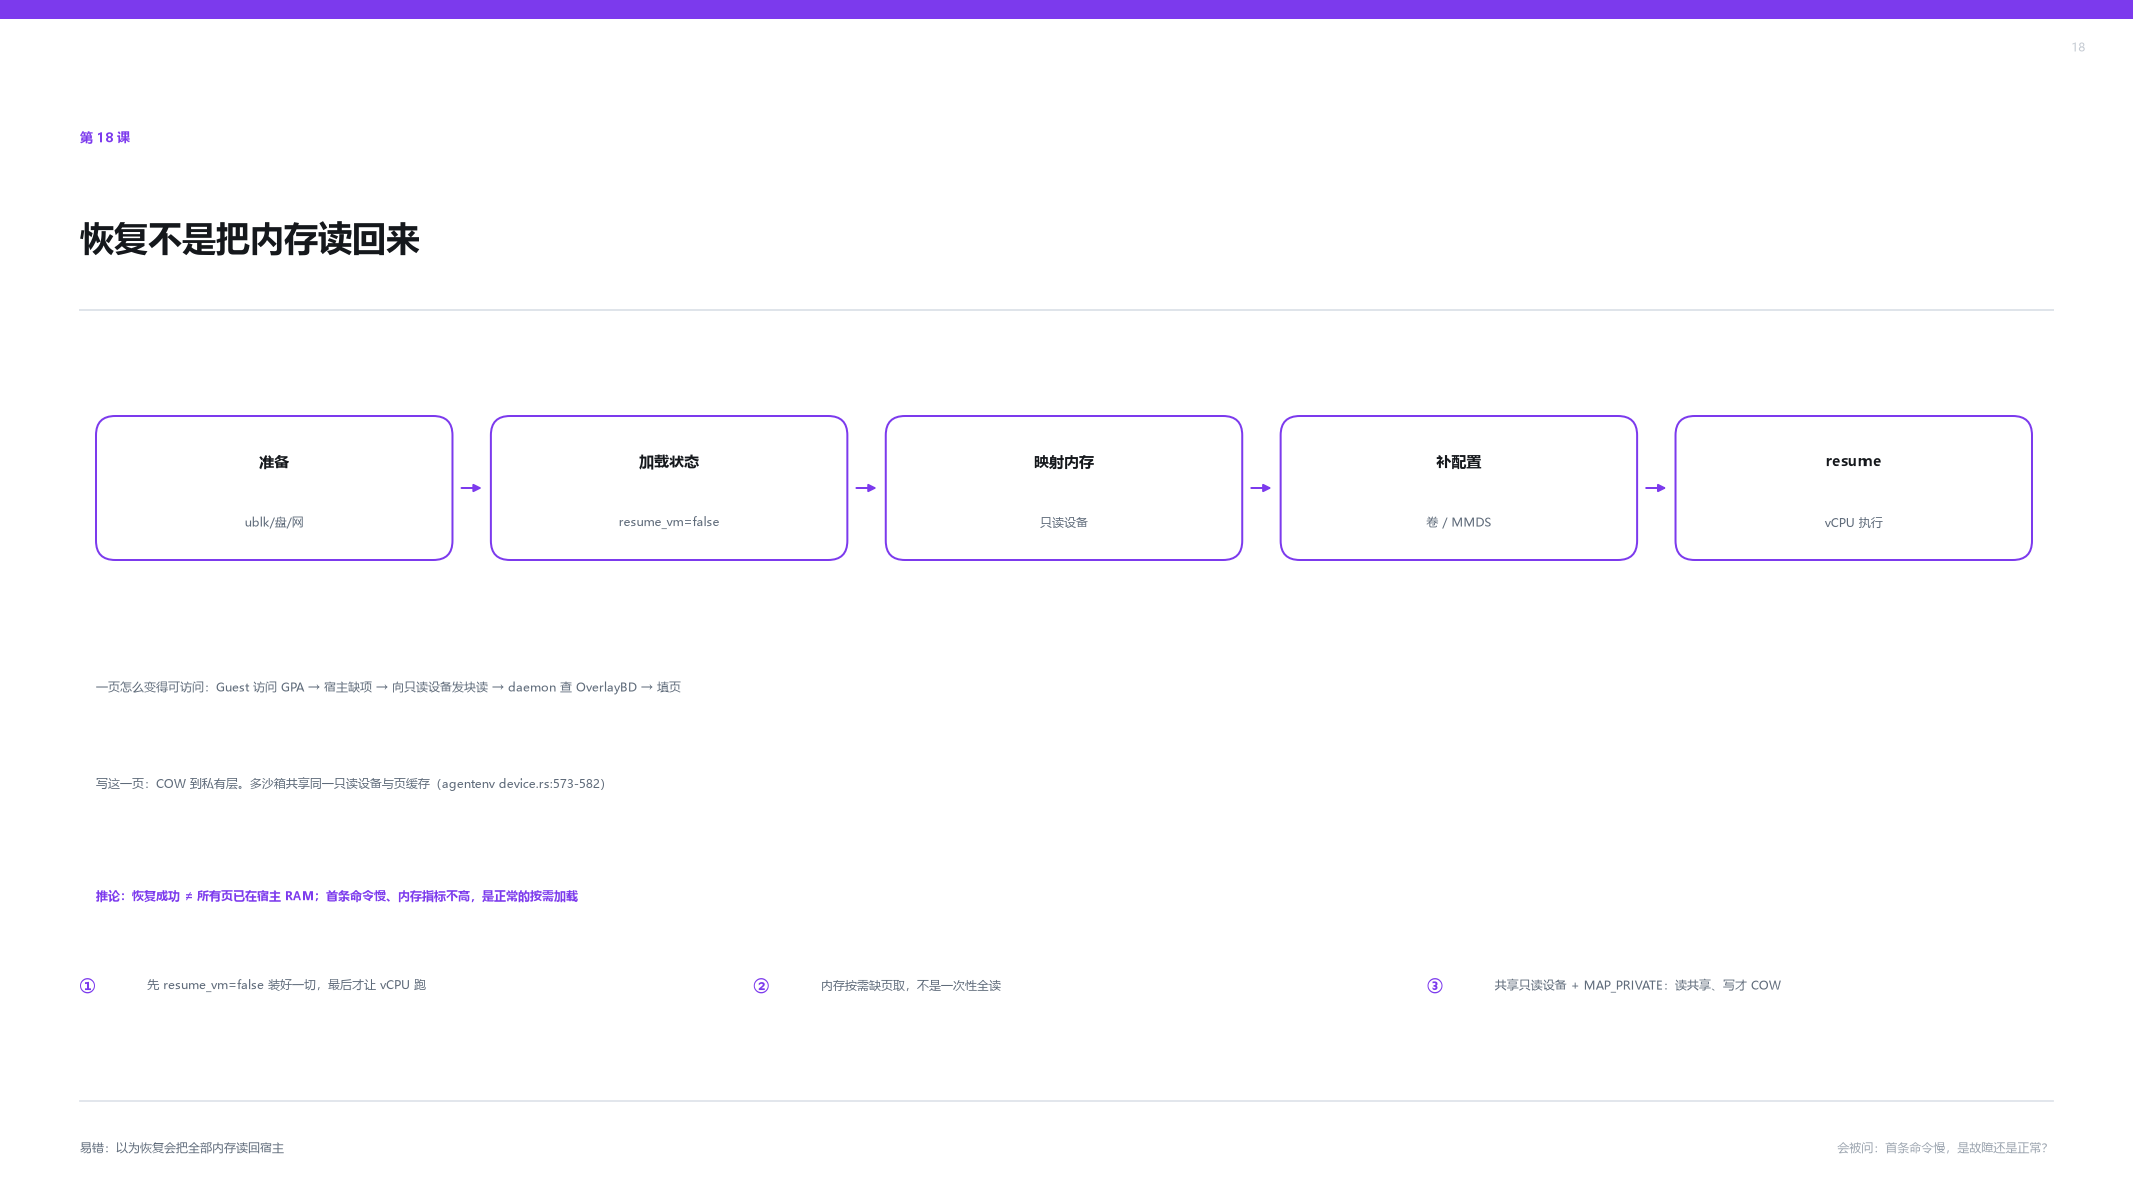 18
第 18 课
恢复不是把内存读回来
准备
ublk/盘/网
加载状态
resume_vm=false
映射内存
只读设备
补配置
卷 / MMDS
resume
vCPU 执行
一页怎么变得可访问：Guest 访问 GPA → 宿主缺项 → 向只读设备发块读 → daemon 查 OverlayBD → 填页
写这一页：COW 到私有层。多沙箱共享同一只读设备与页缓存（agentenv device.rs:573-582）
推论：恢复成功 ≠ 所有页已在宿主 RAM；首条命令慢、内存指标不高，是正常的按需加载
① 先 resume_vm=false 装好一切，最后才让 vCPU 跑
② 内存按需缺页取，不是一次性全读
③ 共享只读设备 + MAP_PRIVATE：读共享、写才 COW
易错：以为恢复会把全部内存读回宿主
会被问：首条命令慢，是故障还是正常？